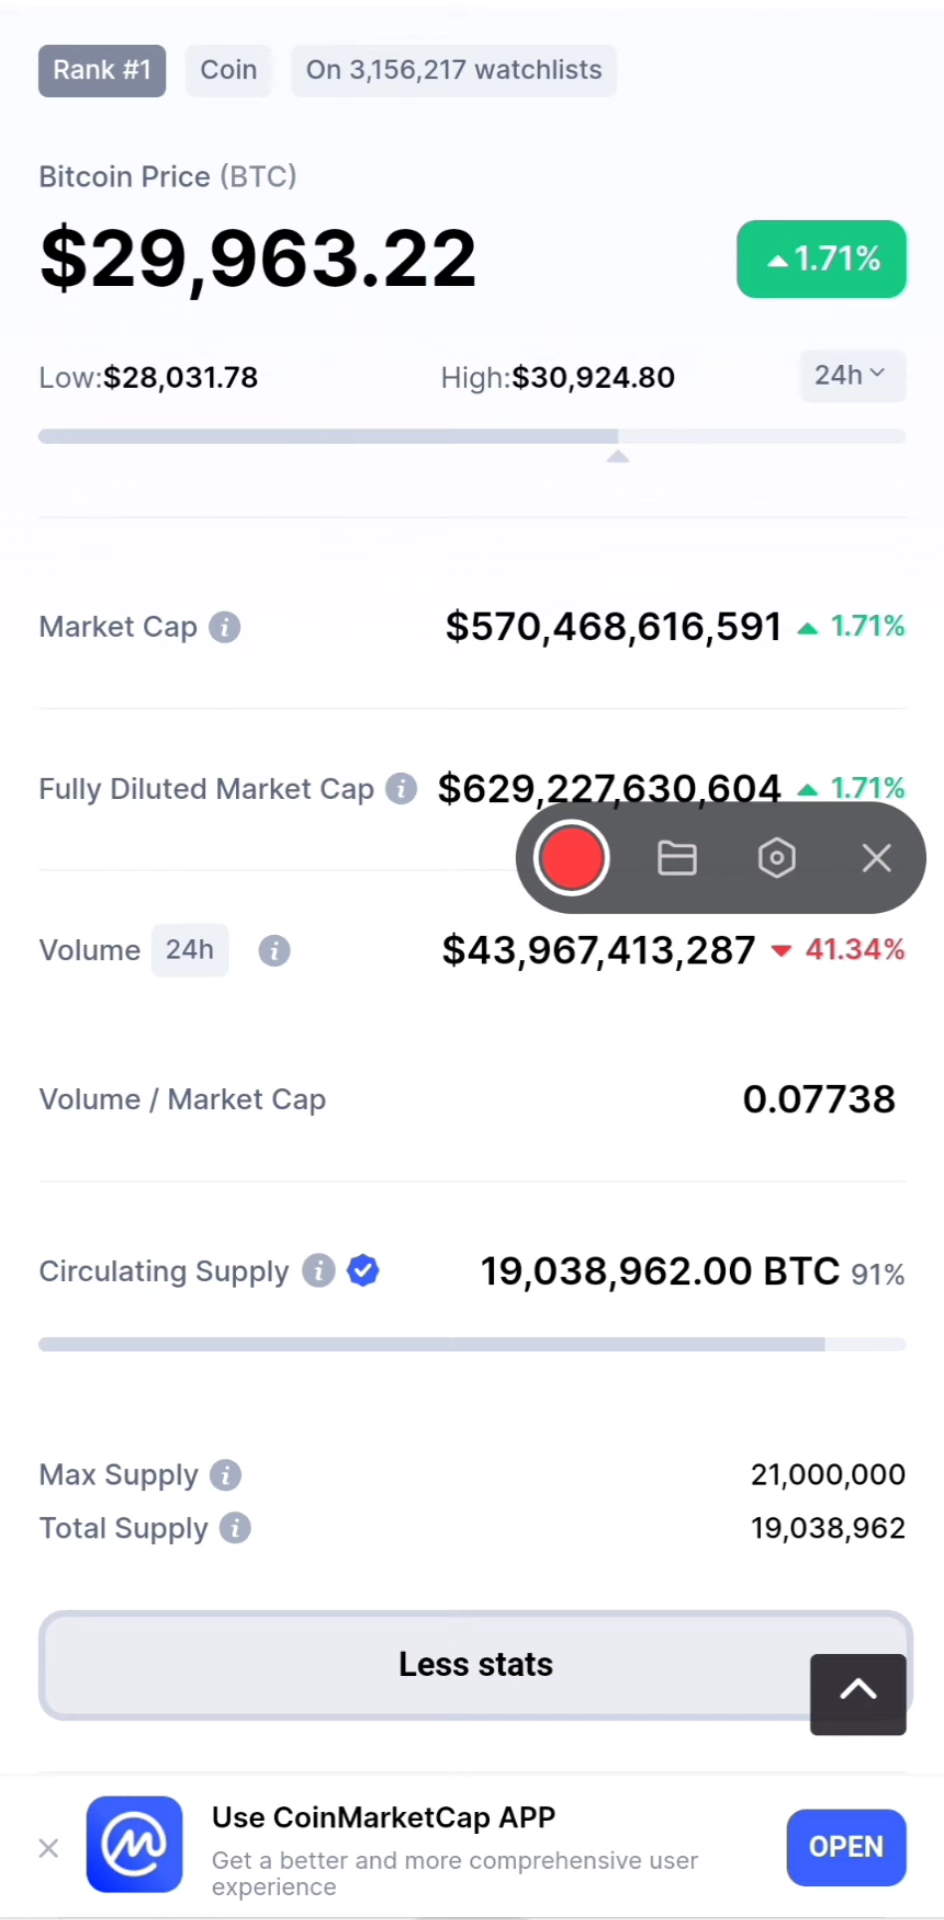 Rank #1 Coin On 3,156,217 watchlists
Bitcoin Price (BTC)
$29,963.22 1.71%
Low:$28,031.78 High:$30,924.80 24h
Market Cap $570,468,616,591 1.71%
Fully Diluted Market Cap $629,227,630,604 1.71%
Volume 24h $43,967,413,287 41.34%
Volume / Market Cap 0.07738
Circulating Supply 19,038,962.00 BTC 91%
Max Supply 21,000,000
Total Supply 19,038,962
Less stats
Use CoinMarketCap APP
Get a better and more comprehensive user
experience
OPEN